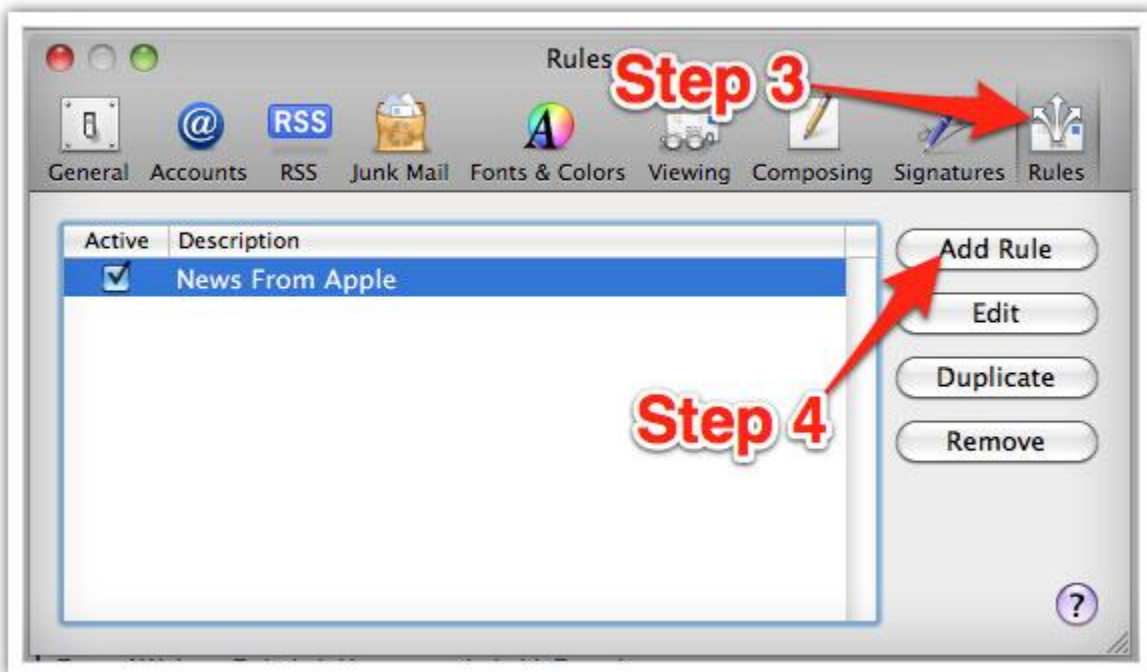 Rules
Step 3
RSS
General Accounts RSS Junk Mail Fonts & Colors Viewing Composing Signatures Rules
Active Description
Add Rule
News From Apple
Edit
Duplicate
Step 4
Remove
?